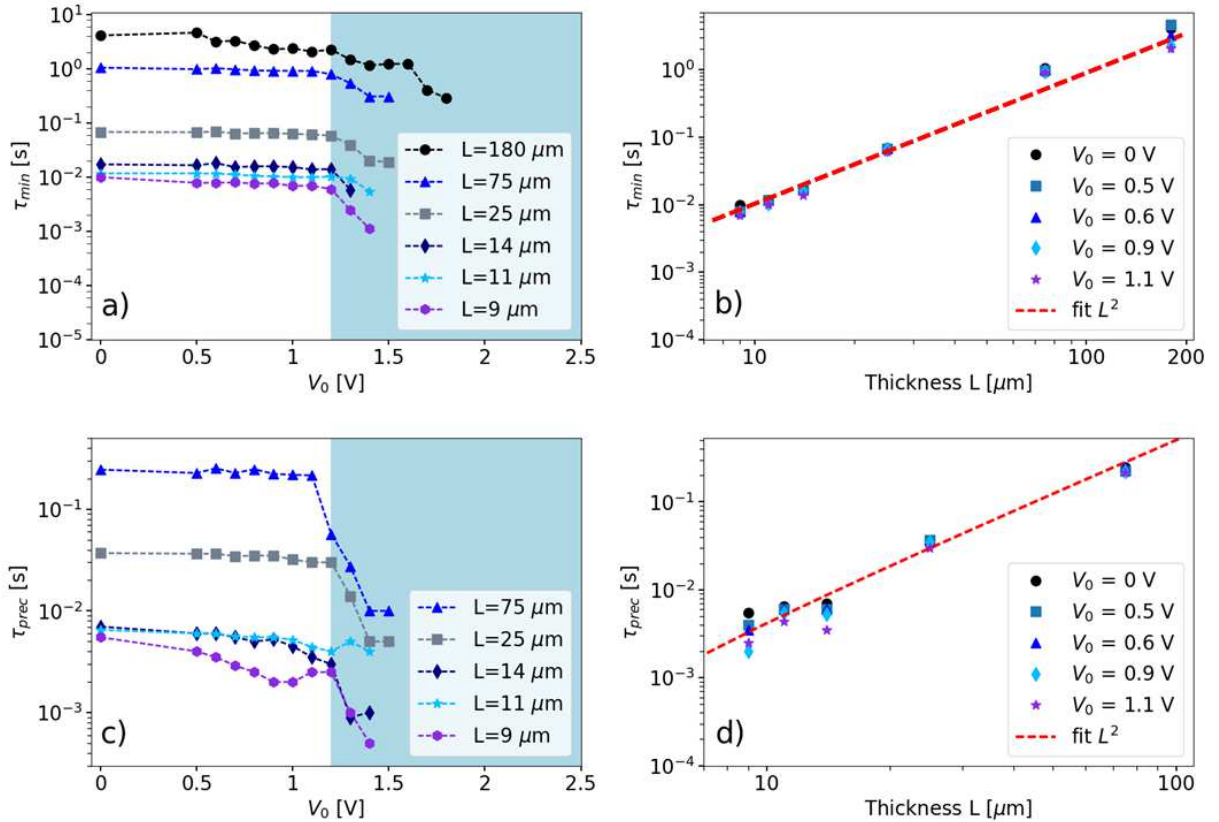 10^1
10^0
10^-1
10^-2
10^-3
10^-4
10^-5
τ_min [s]
a)
L=180 μm
L=75 μm
L=25 μm
L=14 μm
L=11 μm
L=9 μm
0 0.5 1 1.5 2 2.5
V_0 [V]
10^0
10^-1
10^-2
10^-3
10^-4
τ_min [s]
b)
V_0 = 0 V
V_0 = 0.5 V
V_0 = 0.6 V
V_0 = 0.9 V
V_0 = 1.1 V
fit L^2
10 100 200
Thickness L [μm]
10^-1
10^-2
10^-3
τ_prec [s]
c)
L=75 μm
L=25 μm
L=14 μm
L=11 μm
L=9 μm
0 0.5 1 1.5 2 2.5
V_0 [V]
10^-1
10^-2
10^-3
10^-4
τ_prec [s]
d)
V_0 = 0 V
V_0 = 0.5 V
V_0 = 0.6 V
V_0 = 0.9 V
V_0 = 1.1 V
fit L^2
10 100
Thickness L [μm]